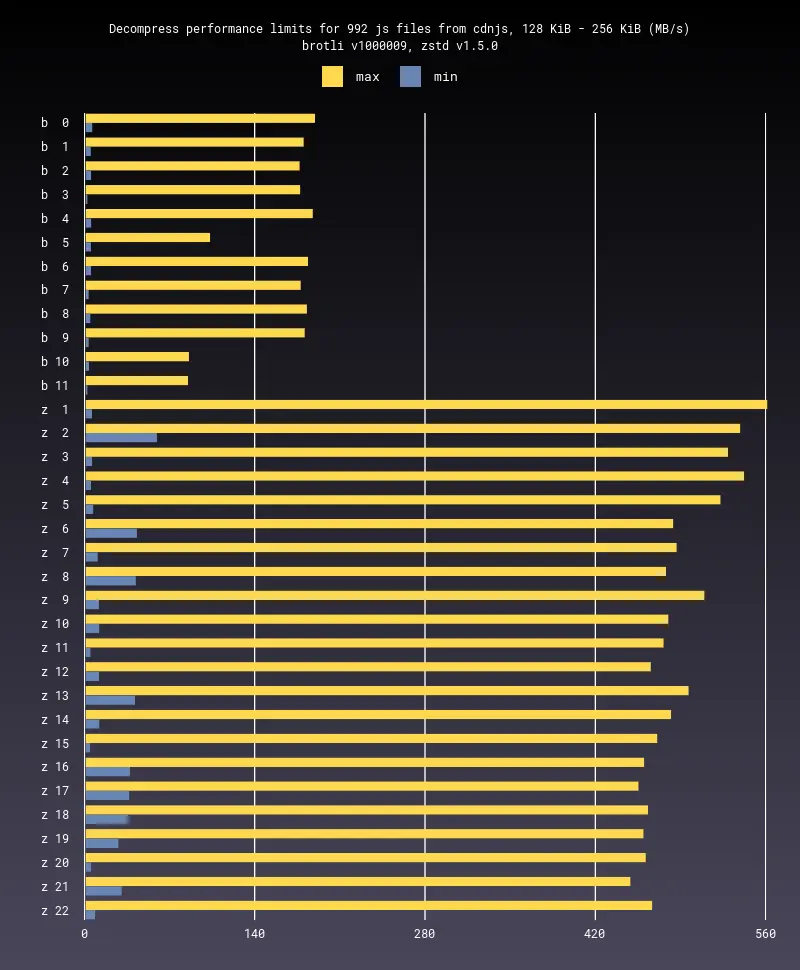 Decompress performance limits for 992 js files from cdnjs, 128 KiB - 256 KiB (MB/s)
brotli v1000009, zstd v1.5.0
max min
b 0
b 1
b 2
b 3
b 4
b 5
b 6
b 7
b 8
b 9
b 10
b 11
z 1
z 2
z 3
z 4
z 5
z 6
z 7
z 8
z 9
z 10
z 11
z 12
z 13
z 14
z 15
z 16
z 17
z 18
z 19
z 20
z 21
z 22
0 140 280 420 560